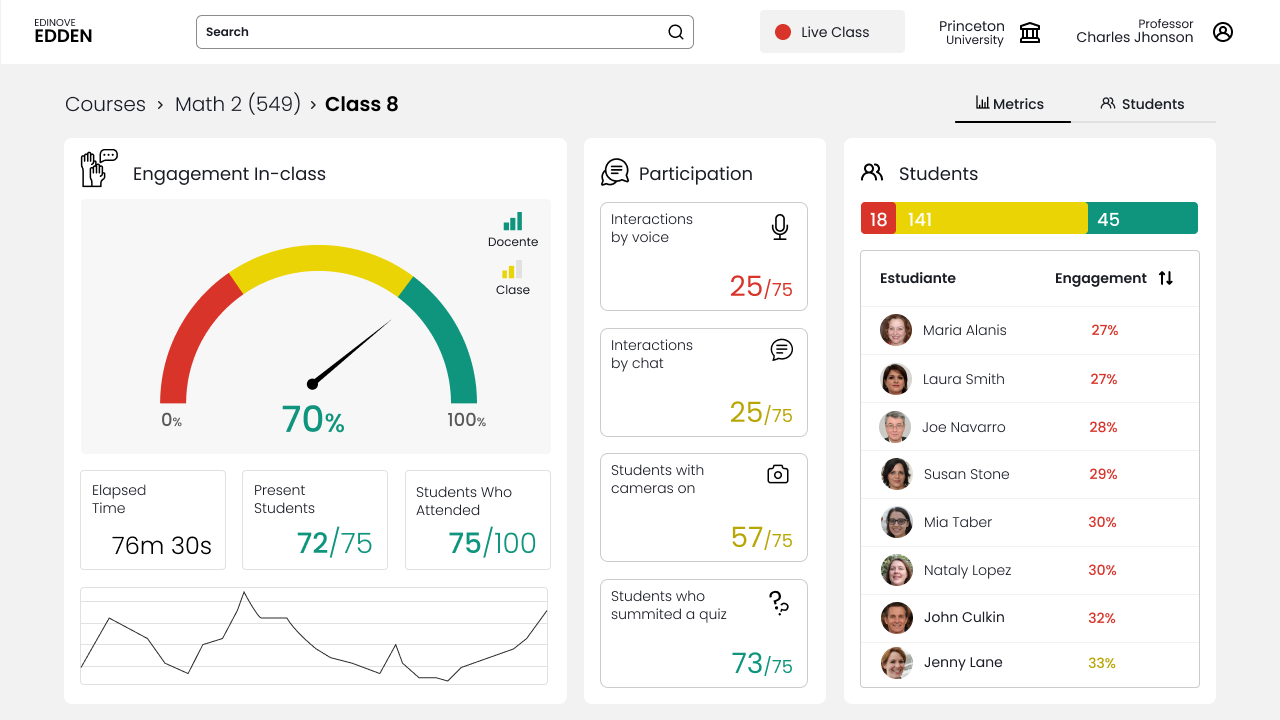 EDINOVE
EDDEN
Search
Live Class
Princeton
University
Professor
Charles Jhonson
Courses > Math 2 (549) > Class 8
Metrics
Students
Engagement In-class
Docente
Clase
0%
70%
100%
Elapsed
Time
76m 30s
Present
Students
72/75
Students Who
Attended
75/100
Participation
Interactions
by voice
25/75
Interactions
by chat
25/75
Students with
cameras on
57/75
Students who
summited a quiz
73/75
Students
18 141 45
Estudiante Engagement
Maria Alanis 27%
Laura Smith 27%
Joe Navarro 28%
Susan Stone 29%
Mia Taber 30%
Nataly Lopez 30%
John Culkin 32%
Jenny Lane 33%